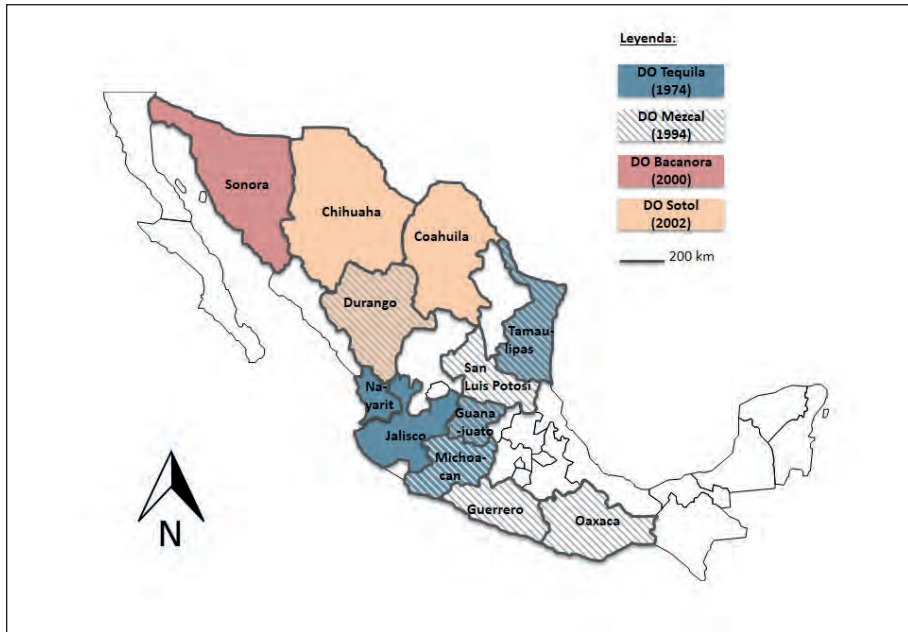 Leyenda:
DO Tequila
(1974)
DO Mezcal
(1994)
DO Bacanora
(2000)
DO Sotol
(2002)
200 km
Sonora
Chihuaha
Coahuila
Durango
Tamau-
lipas
San
Luis Potosí
Na-
yarit
Guana
-juato
Jalisco
Michoa-
can
Guerrero
Oaxaca
N